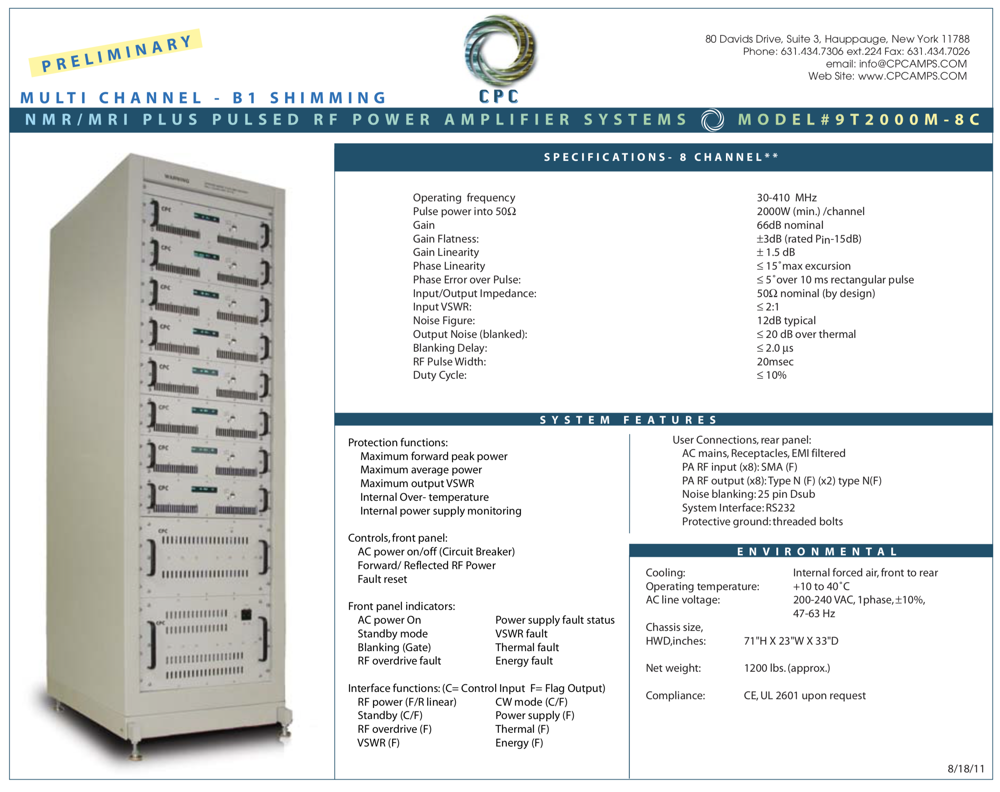 PRELIMINARY
80 Davids Drive, Suite 3, Hauppauge, New York 11788
Phone: 631.434.7306 ext.224 Fax: 631.434.7026
email: info@CPCAMPS.COM
Web Site: www.CPCAMPS.COM
CPC
MULTI CHANNEL - B1 SHIMMING
NMR/MRI PLUS PULSED RF POWER AMPLIFIER SYSTEMS MODEL#9T2000M-8C
WARNING
CPC
CPC
CPC
CPC
CPC
CPC
CPC
CPC
CPC
CPC
SPECIFICATIONS- 8 CHANNEL**
Operating frequency 30-410 MHz
Pulse power into 50Ω 2000W (min.) /channel
Gain 66dB nominal
Gain Flatness: ±3dB (rated Pin-15dB)
Gain Linearity ± 1.5 dB
Phase Linearity ≤ 15˚max excursion
Phase Error over Pulse: ≤ 5˚over 10 ms rectangular pulse
Input/Output Impedance: 50Ω nominal (by design)
Input VSWR: ≤ 2:1
Noise Figure: 12dB typical
Output Noise (blanked): ≤ 20 dB over thermal
Blanking Delay: ≤ 2.0 µs
RF Pulse Width: 20msec
Duty Cycle: ≤ 10%
SYSTEM FEATURES
Protection functions:
Maximum forward peak power
Maximum average power
Maximum output VSWR
Internal Over- temperature
Internal power supply monitoring
Controls, front panel:
AC power on/off (Circuit Breaker)
Forward/ Reflected RF Power
Fault reset
Front panel indicators:
AC power On Power supply fault status
Standby mode VSWR fault
Blanking (Gate) Thermal fault
RF overdrive fault Energy fault
Interface functions: (C= Control Input F= Flag Output)
RF power (F/R linear) CW mode (C/F)
Standby (C/F) Power supply (F)
RF overdrive (F) Thermal (F)
VSWR (F) Energy (F)
User Connections, rear panel:
AC mains, Receptacles, EMI filtered
PA RF input (x8): SMA (F)
PA RF output (x8): Type N (F) (x2) type N(F)
Noise blanking: 25 pin Dsub
System Interface: RS232
Protective ground: threaded bolts
ENVIRONMENTAL
Cooling: Internal forced air, front to rear
Operating temperature: +10 to 40˚C
AC line voltage: 200-240 VAC, 1phase, ±10%,
47-63 Hz
Chassis size,
HWD,inches: 71"H X 23"W X 33"D
Net weight: 1200 lbs. (approx.)
Compliance: CE, UL 2601 upon request
8/18/11